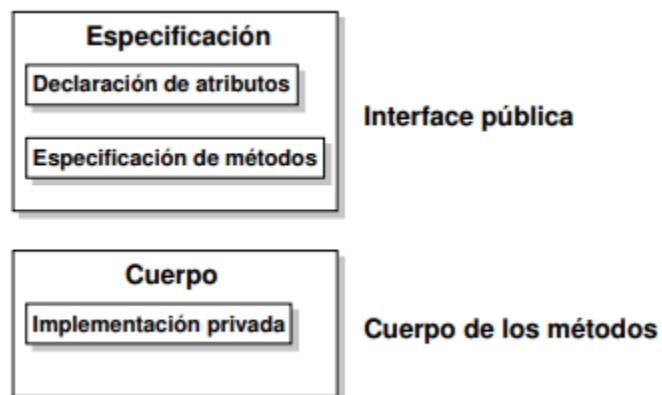 Especificación
Declaración de atributos
Interface pública
Especificación de métodos
Cuerpo
Implementación privada
Cuerpo de los métodos